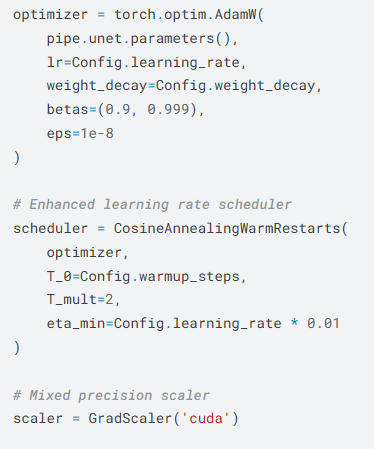 optimizer = torch.optim.AdamW(
    pipe.unet.parameters(),
    lr=Config.learning_rate,
    weight_decay=Config.weight_decay,
    betas=(0.9, 0.999),
    eps=1e-8
)

# Enhanced learning rate scheduler
scheduler = CosineAnnealingWarmRestarts(
    optimizer,
    T_0=Config.warmup_steps,
    T_mult=2,
    eta_min=Config.learning_rate * 0.01
)

# Mixed precision scaler
scaler = GradScaler('cuda')